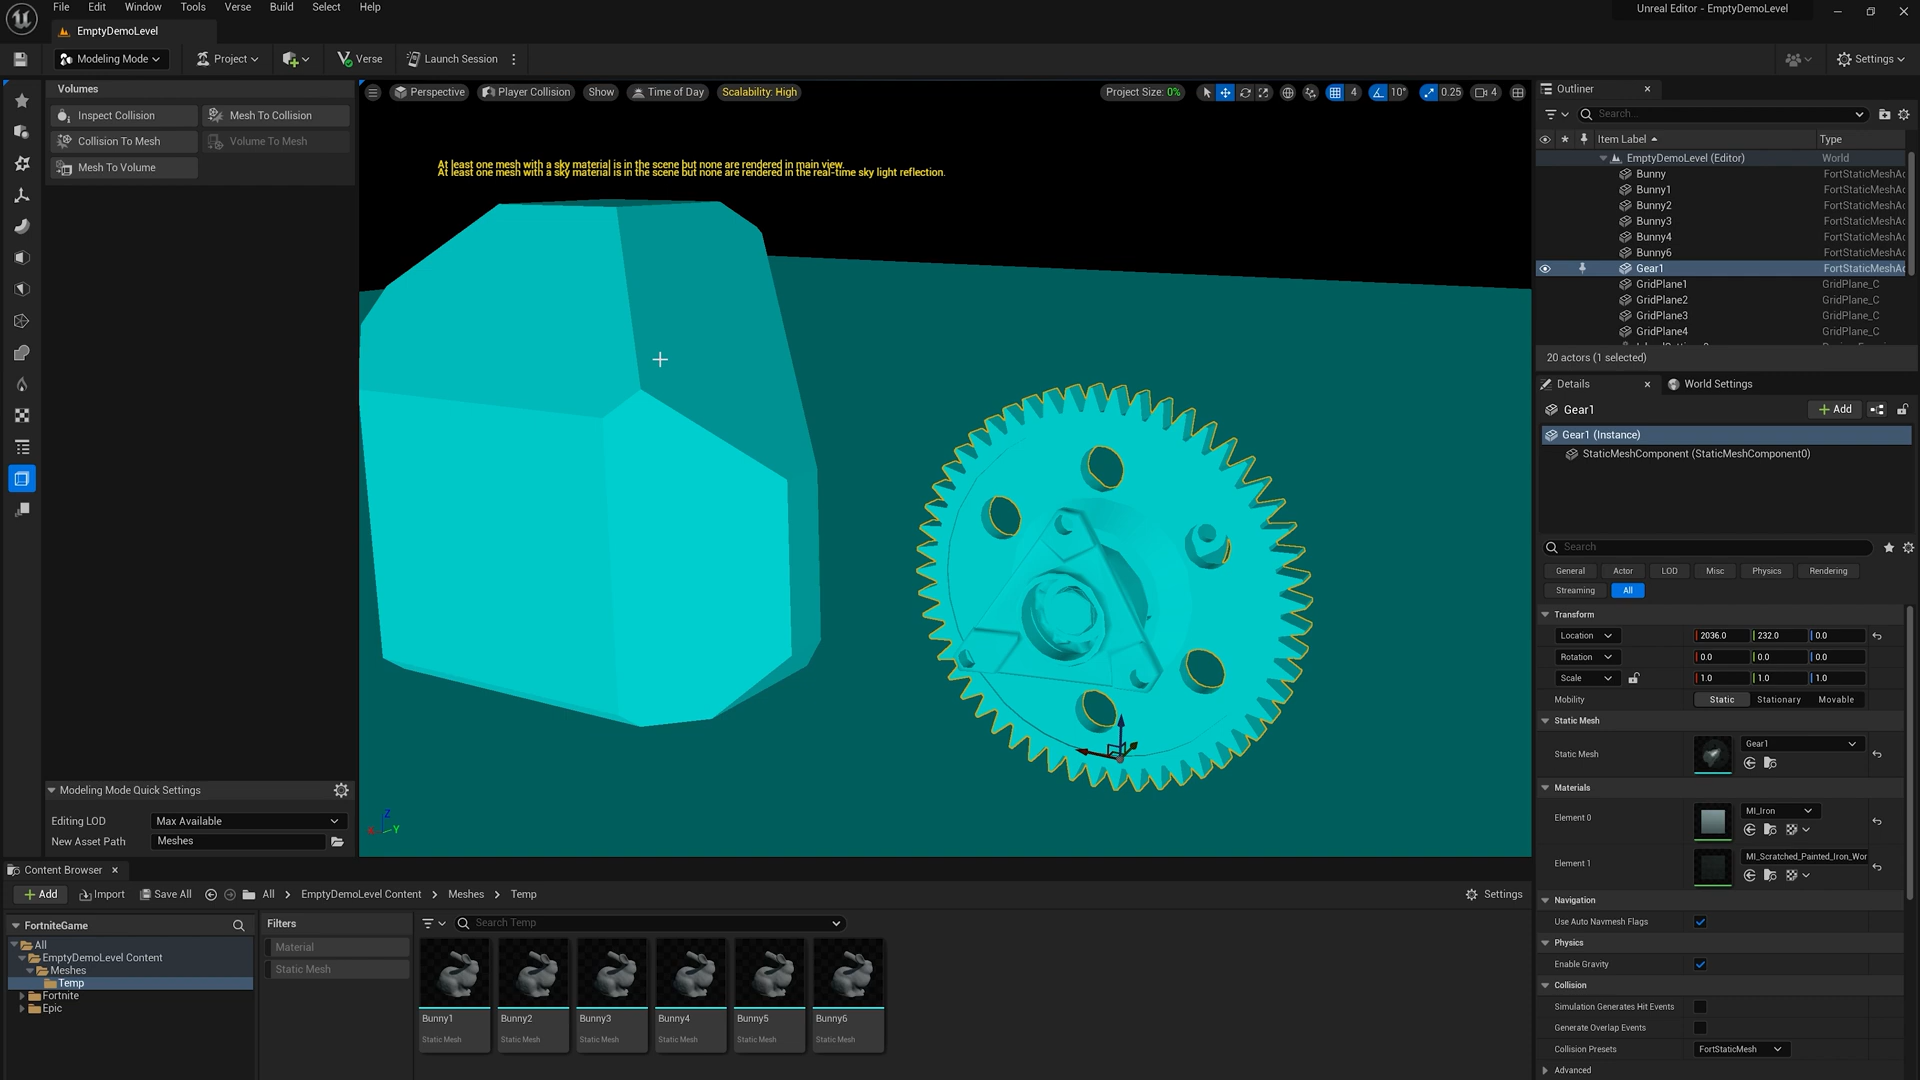 File Edit Window Tools Verse Build Select Help
Unreal Editor - EmptyDemoLevel
EmptyDemoLevel
Modeling Mode
Project
Verse
Launch Session
Settings
Volumes
Inspect Collision
Mesh To Collision
Collision To Mesh
Volume To Mesh
Mesh To Volume
Modeling Mode Quick Settings
Editing LOD
Max Available
New Asset Path
Meshes
Perspective
Player Collision
Show
Time of Day
Scalability: High
Project Size: 0%
4
10°
0.25
4
At least one mesh with a sky material is in the scene but none are rendered in main view.
At least one mesh with a sky material is in the scene but none are rendered in the real-time sky light reflection.
Z
Y
Outliner
Search...
Item Label
Type
EmptyDemoLevel (Editor) World
Bunny FortStaticMeshAc
Bunny1 FortStaticMeshAc
Bunny2 FortStaticMeshAc
Bunny3 FortStaticMeshAc
Bunny4 FortStaticMeshAc
Bunny6 FortStaticMeshAc
Gear1 FortStaticMeshAc
GridPlane1 GridPlane_C
GridPlane2 GridPlane_C
GridPlane3 GridPlane_C
GridPlane4 GridPlane_C
20 actors (1 selected)
Details
World Settings
Gear1
Add
Gear1 (Instance)
StaticMeshComponent (StaticMeshComponent0)
Search
General Actor LOD Misc Physics Rendering
Streaming All
Transform
Location 2036.0 232.0 0.0
Rotation 0.0 0.0 0.0
Scale 1.0 1.0 1.0
Mobility Static Stationary Movable
Static Mesh
Static Mesh Gear1
Materials
Element 0 MI_Iron
Element 1 MI_Scratched_Painted_Iron_Wor
Navigation
Use Auto Navmesh Flags
Physics
Enable Gravity
Collision
Simulation Generates Hit Events
Generate Overlap Events
Collision Presets FortStaticMesh
Advanced
Content Browser
Add Import Save All All EmptyDemoLevel Content Meshes Temp
Settings
FortniteGame
All
EmptyDemoLevel Content
Meshes
Temp
Fortnite
Epic
Filters
Material
Static Mesh
Search Temp
Bunny1 Bunny2 Bunny3 Bunny4 Bunny5 Bunny6
Static Mesh Static Mesh Static Mesh Static Mesh Static Mesh Static Mesh